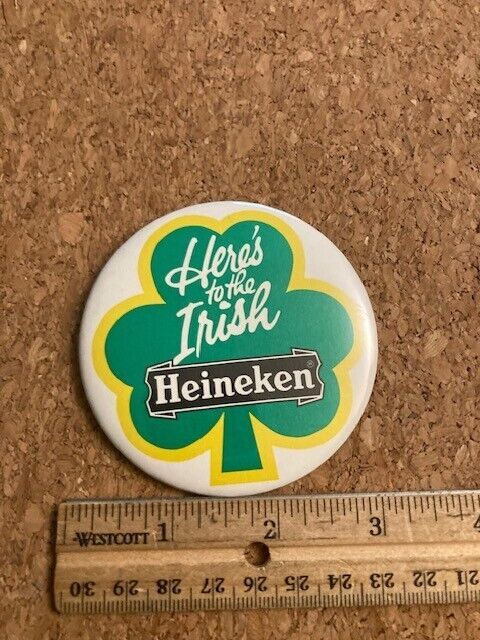 Here's
to the
Irish
Heineken®
WESTCOTT 1 2 3 4
30 29 28 27 26 25 24 23 22 21